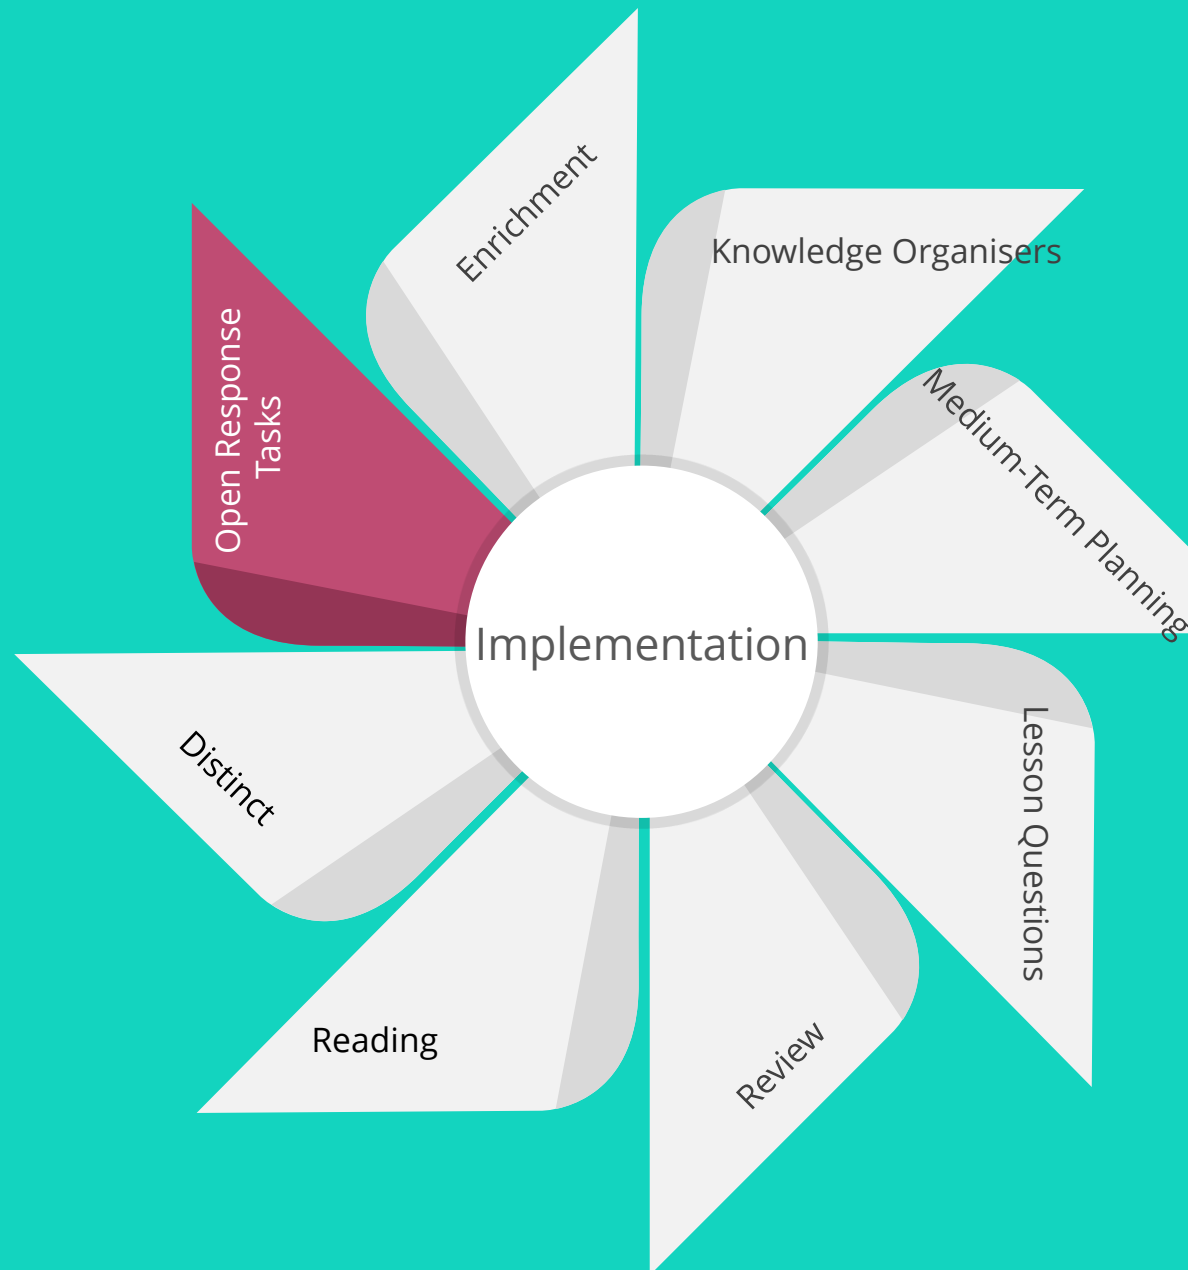 Enrichment
Knowledge Organisers
Medium-Term Planning
Lesson Questions
Review
Reading
Distinct
Open Response
Tasks
Implementation